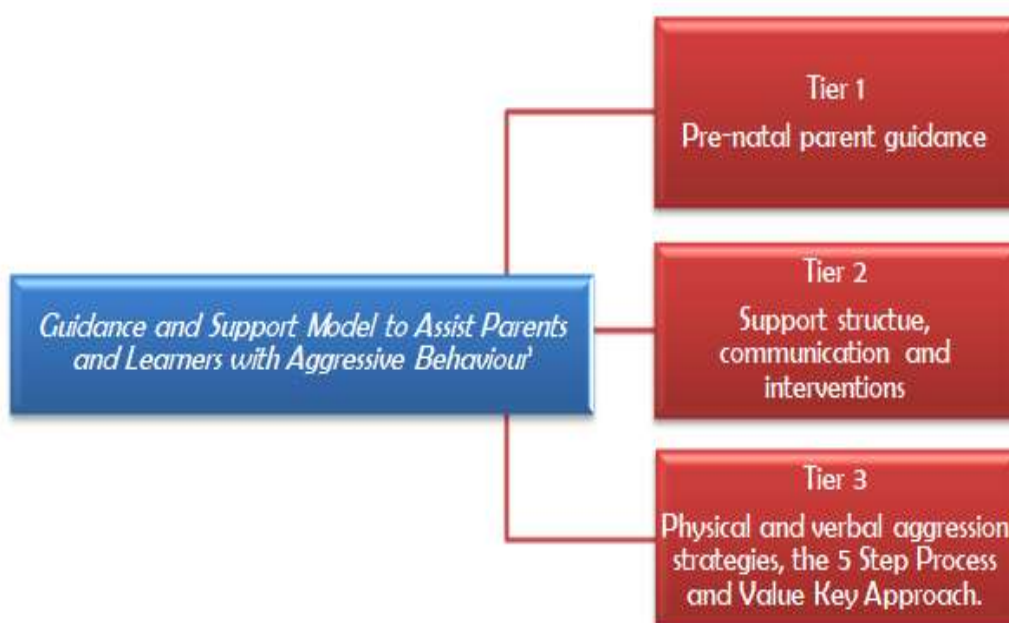 Tier 1
Pre-natal parent guidance
Guidance and Support Model to Assist Parents
and Learners with Aggressive Behaviour'
Tier 2
Support structue,
communication and
interventions
Tier 3
Physical and verbal aggression
strategies, the 5 Step Process
and Value Key Approach.